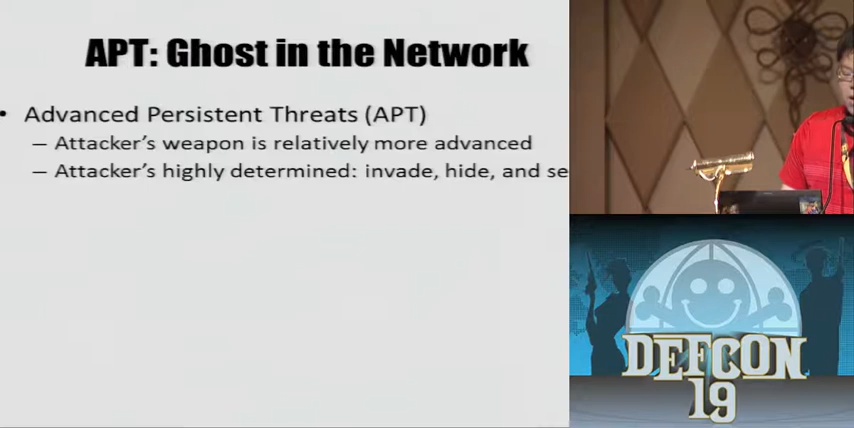 APT: Ghost in the Network
• Advanced Persistent Threats (APT)
– Attacker's weapon is relatively more advanced
– Attacker's highly determined: invade, hide, and se
DEFCON
19